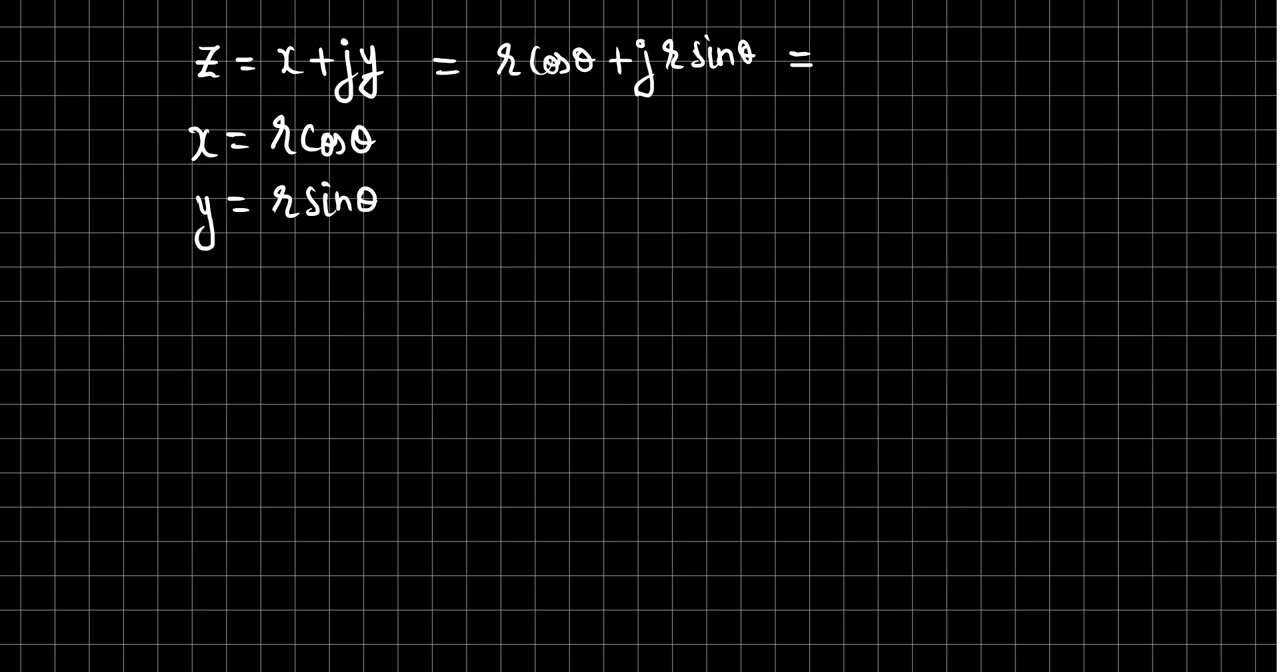 z = x + jy = r cosθ + j r sinθ =
x = r cosθ
y = r sinθ